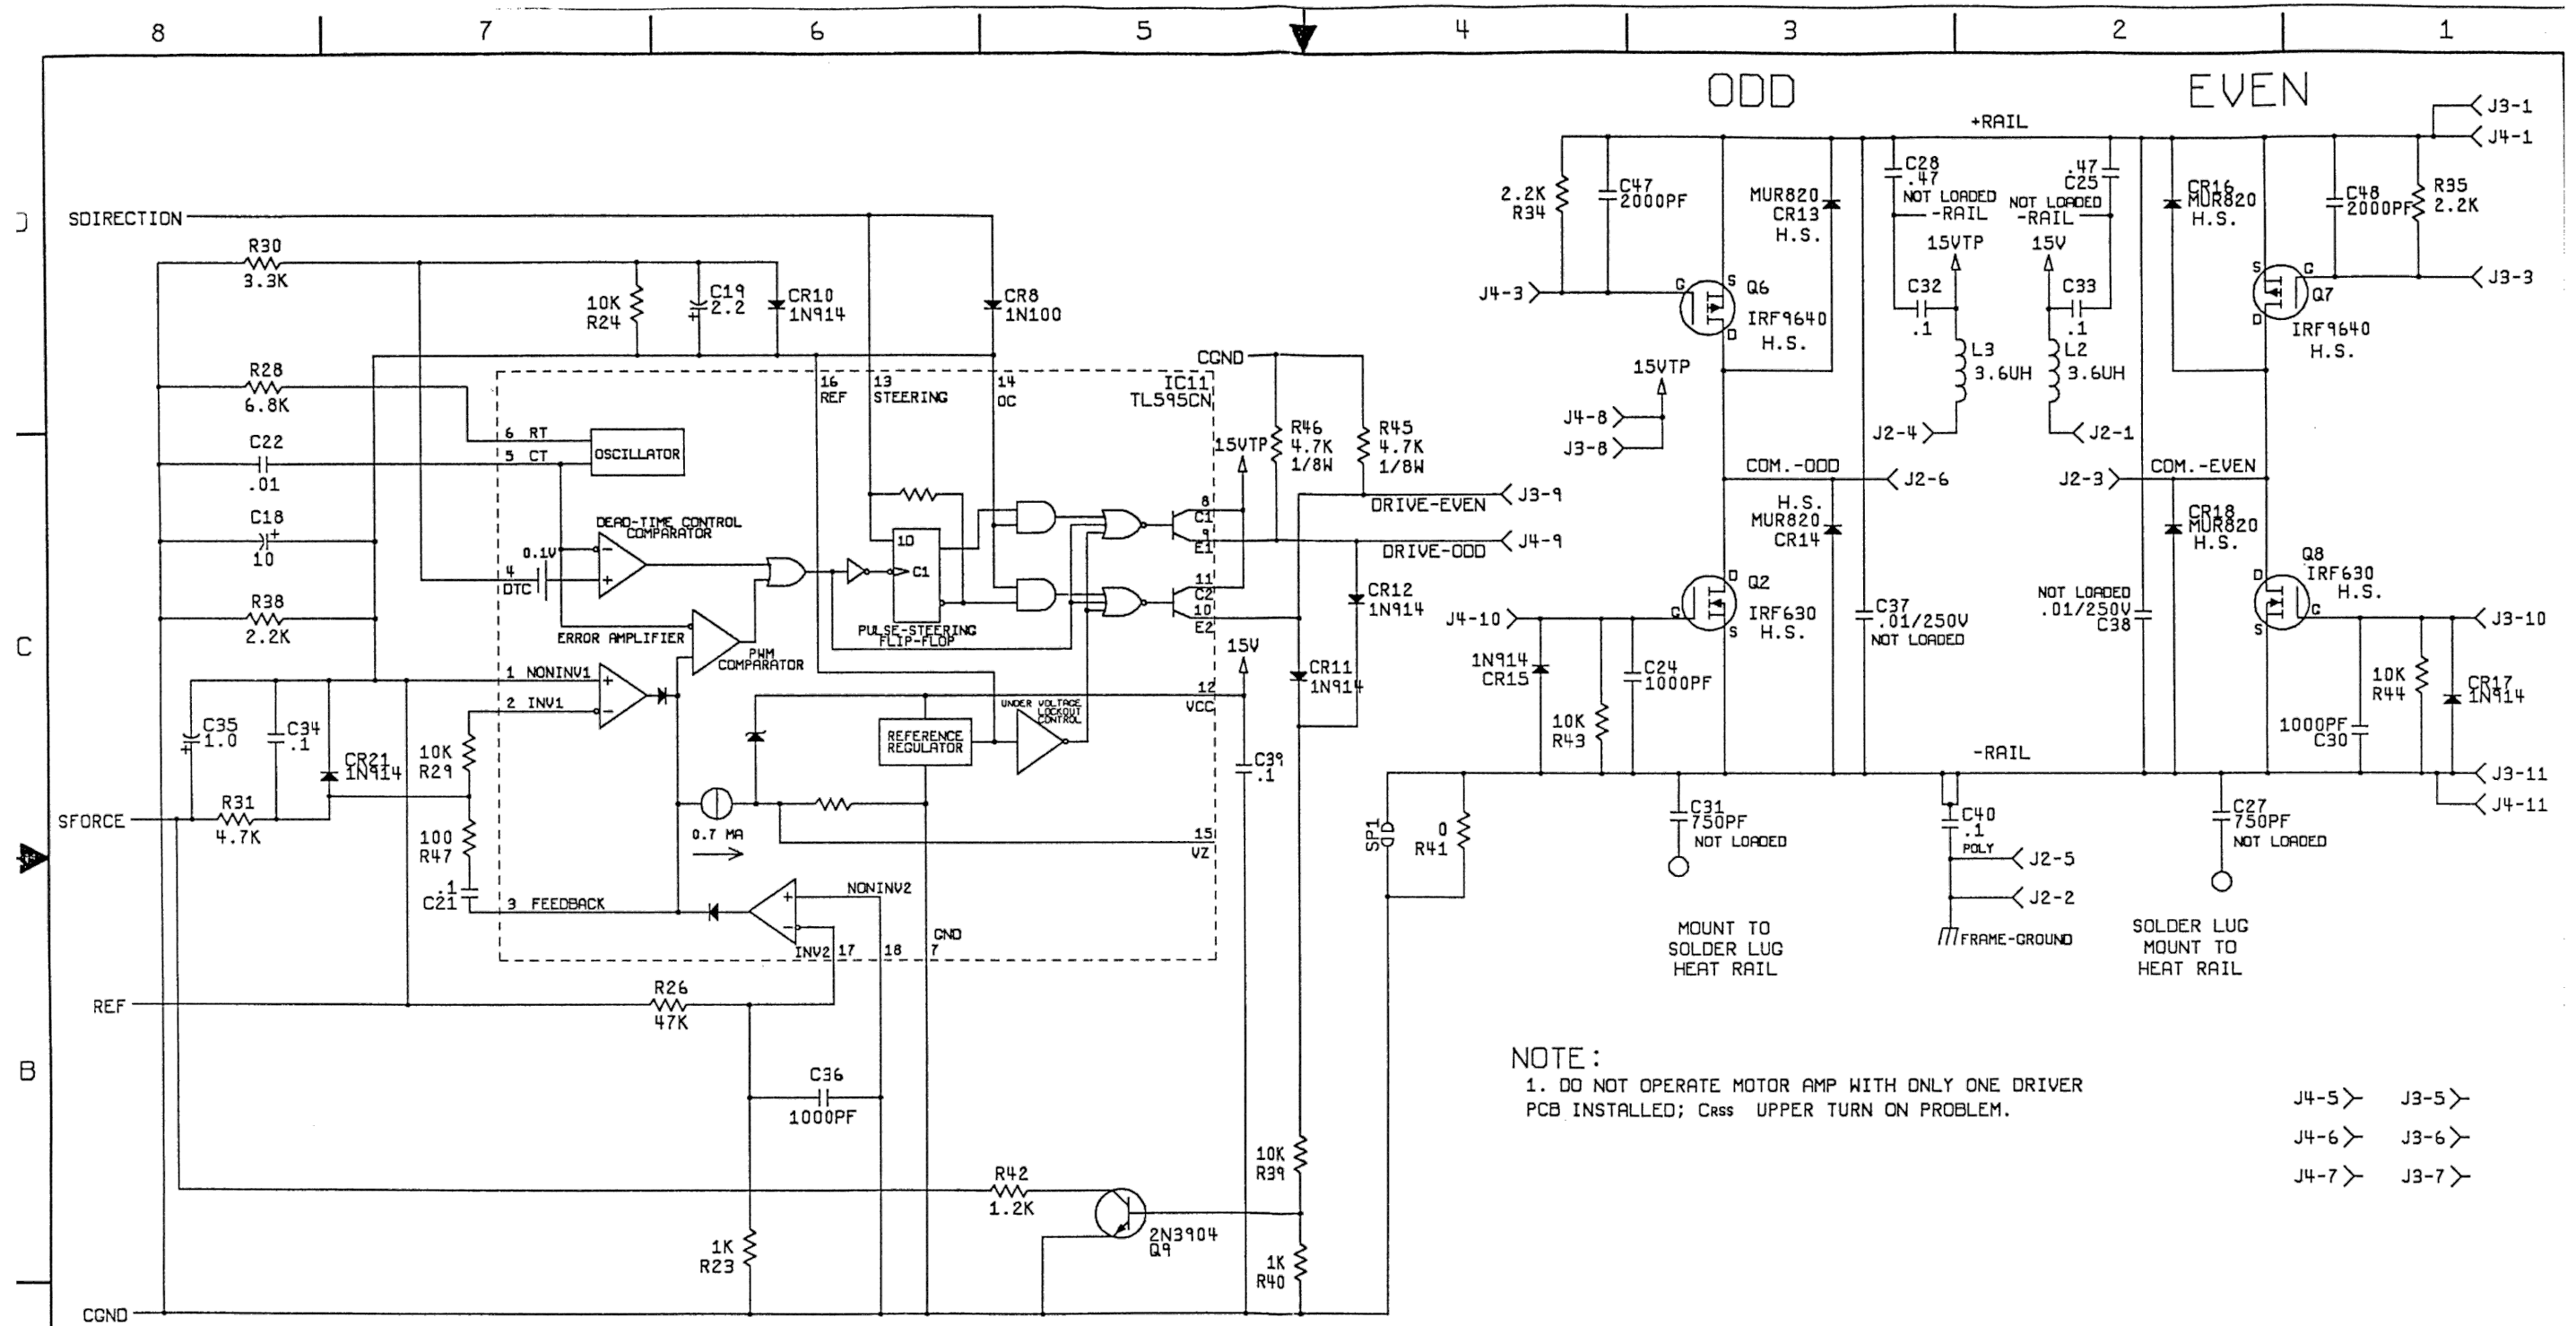 8 7 6 5 4 3 2 1
ODD
EVEN
J3-1
J4-1
+RAIL
D
SDIRECTION
R30
3.3K
10K
R24
C19
2.2
+
CR10
1N914
CR8
1N100
2.2K
R34
C47
2000PF
MUR820
CR13
H.S.
C28
.47
NOT LOADED
-RAIL
15VTP
.47
C25
NOT LOADED
-RAIL
15V
CR16
MUR820
H.S.
C48
2000PF
R35
2.2K
J4-3
G
S
D
Q6
IRF9640
H.S.
C32
.1
C33
.1
S
G
D
Q7
IRF9640
H.S.
J3-3
R28
6.8K
16
REF
13
STEERING
14
OC
IC11
TL595CN
CGND
15VTP
L3
3.6UH
L2
3.6UH
J4-8
J3-8
J2-4
J2-1
C22
.01
6 RT
5 CT
OSCILLATOR
15VTP
R46
4.7K
1/8W
R45
4.7K
1/8W
COM.-ODD
J2-6
J2-3
COM.-EVEN
DRIVE-EVEN
J3-9
DRIVE-ODD
J4-9
C18
+
10
DEAD-TIME CONTROL
COMPARATOR
0.1V
4
DTC
-
+
1D
C1
8
C1
9
E1
11
C2
10
E2
H.S.
MUR820
CR14
CR18
MUR820
H.S.
CR12
1N914
R38
2.2K
ERROR AMPLIFIER
PWM
COMPARATOR
PULSE-STEERING
FLIP-FLOP
C
J4-10
G
D
S
Q2
IRF630
H.S.
C37
.01/250V
NOT LOADED
NOT LOADED
.01/250V
C38
D
G
S
Q8
IRF630
H.S.
J3-10
1 NONINV1
2 INV1
+
-
15V
12
VCC
CR11
1N914
1N914
CR15
10K
R43
C24
1000PF
10K
R44
CR17
1N914
1000PF
C30
C35
1.0
+
C34
.1
CR21
1N914
10K
R29
REFERENCE
REGULATOR
UNDER VOLTAGE
LOCKOUT
CONTROL
C39
.1
-RAIL
J3-11
J4-11
SFORCE
R31
4.7K
100
R47
0.7 MA
15
VZ
SP1
0
R41
C31
750PF
NOT LOADED
C40
.1
POLY
J2-5
J2-2
C27
750PF
NOT LOADED
.1
C21
3 FEEDBACK
+
-
NONINV2
INV2 17
18
GND
7
MOUNT TO
SOLDER LUG
HEAT RAIL
FRAME-GROUND
SOLDER LUG
MOUNT TO
HEAT RAIL
REF
R26
47K
B
C36
1000PF
NOTE:
1. DO NOT OPERATE MOTOR AMP WITH ONLY ONE DRIVER
PCB INSTALLED; CRSS UPPER TURN ON PROBLEM.
J4-5 J3-5
J4-6 J3-6
J4-7 J3-7
10K
R39
R42
1.2K
2N3904
Q9
1K
R23
1K
R40
CGND